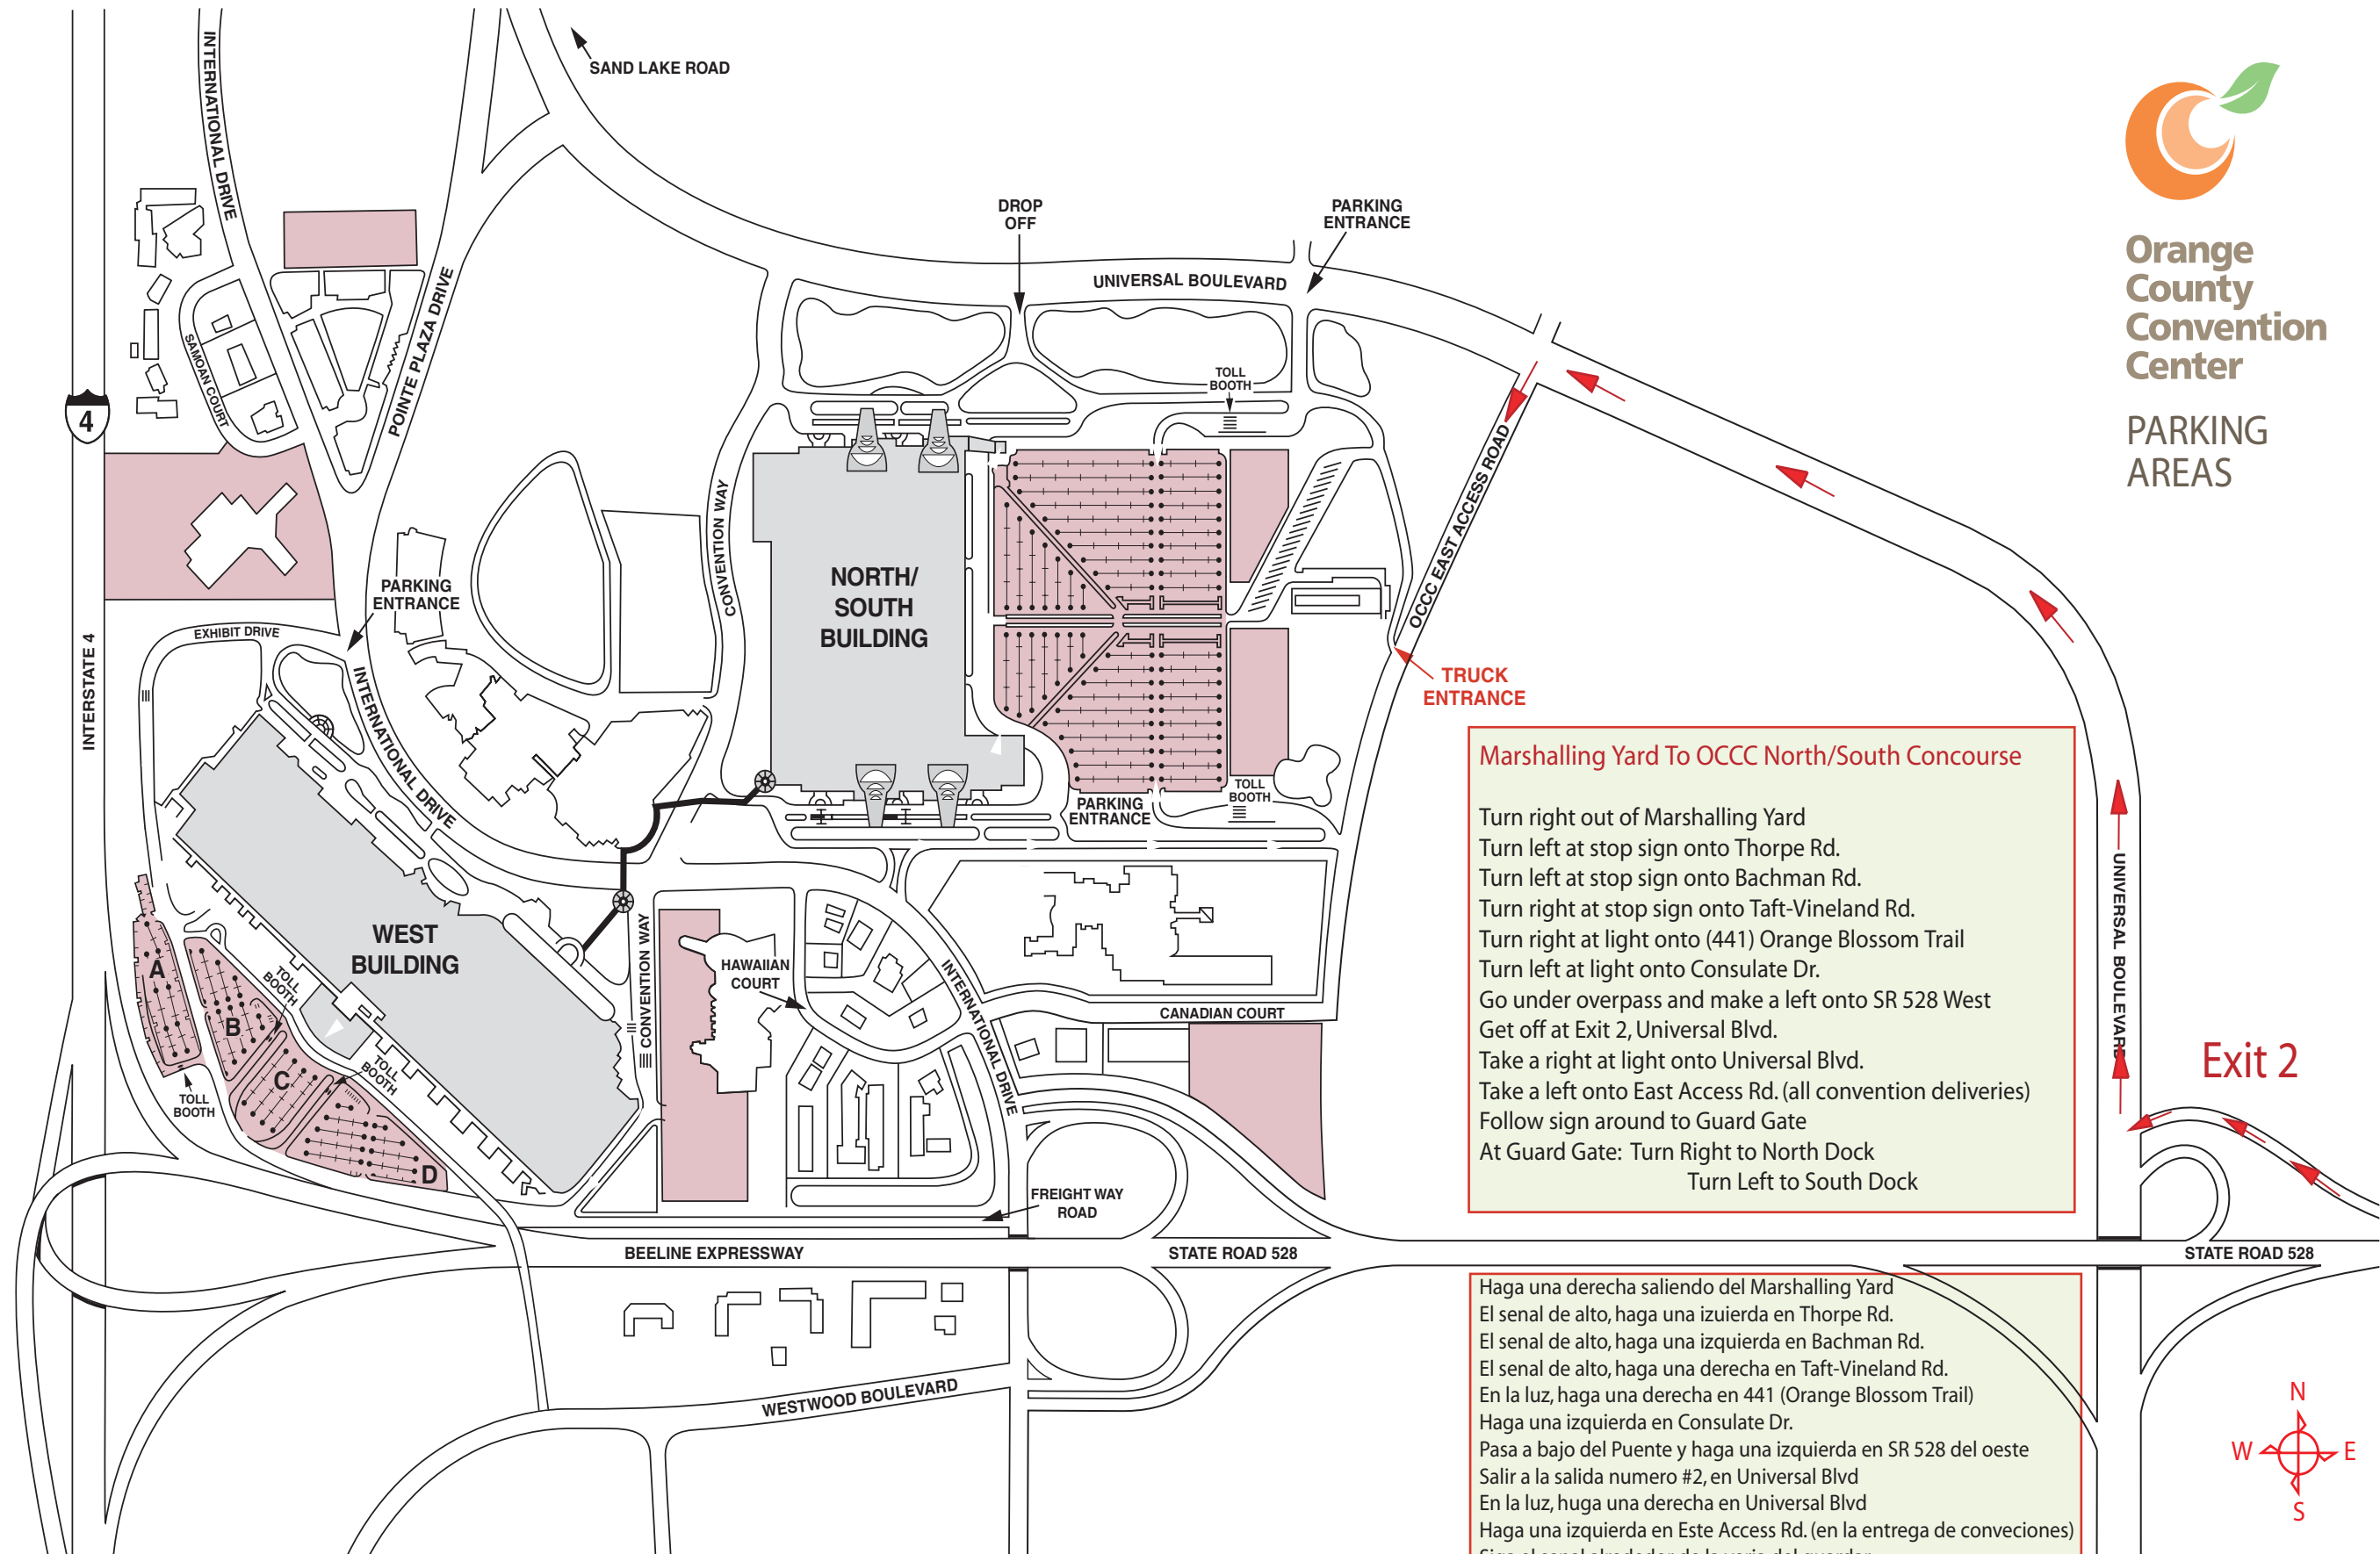 SAND LAKE ROAD
INTERNATIONAL DRIVE
DROP
OFF
PARKING
ENTRANCE
UNIVERSAL BOULEVARD
Orange
County
Convention
Center
PARKING
AREAS
POINTE PLAZA DRIVE
SAMOAN COURT
4
TOLL
BOOTH
OCCC EAST ACCESS ROAD
CONVENTION WAY
NORTH/
SOUTH
BUILDING
PARKING
ENTRANCE
EXHIBIT DRIVE
INTERSTATE 4
INTERNATIONAL DRIVE
TRUCK
ENTRANCE
PARKING
ENTRANCE
TOLL
BOOTH
Marshalling Yard To OCCC North/South Concourse
Turn right out of Marshalling Yard
Turn left at stop sign onto Thorpe Rd.
Turn left at stop sign onto Bachman Rd.
Turn right at stop sign onto Taft-Vineland Rd.
Turn right at light onto (441) Orange Blossom Trail
Turn left at light onto Consulate Dr.
Go under overpass and make a left onto SR 528 West
Get off at Exit 2, Universal Blvd.
Take a right at light onto Universal Blvd.
Take a left onto East Access Rd. (all convention deliveries)
Follow sign around to Guard Gate
At Guard Gate: Turn Right to North Dock
Turn Left to South Dock
UNIVERSAL BOULEVARD
Exit 2
WEST
BUILDING
A
B
C
D
TOLL
BOOTH
TOLL
BOOTH
TOLL
BOOTH
CONVENTION WAY
HAWAIIAN
COURT
INTERNATIONAL DRIVE
CANADIAN COURT
FREIGHT WAY
ROAD
BEELINE EXPRESSWAY
STATE ROAD 528
STATE ROAD 528
WESTWOOD BOULEVARD
Haga una derecha saliendo del Marshalling Yard
El senal de alto, haga una izuierda en Thorpe Rd.
El senal de alto, haga una izquierda en Bachman Rd.
El senal de alto, haga una derecha en Taft-Vineland Rd.
En la luz, haga una derecha en 441 (Orange Blossom Trail)
Haga una izquierda en Consulate Dr.
Pasa a bajo del Puente y haga una izquierda en SR 528 del oeste
Salir a la salida numero #2, en Universal Blvd
En la luz, huga una derecha en Universal Blvd
Haga una izquierda en Este Access Rd. (en la entrega de conveciones)
N
W
E
S